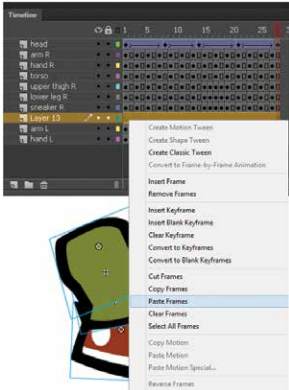 Timeline
1 5 10 15 20 25
head
arm R
hand R
torso
upper thigh R
lower leg R
sneaker R
Layer 13
arm L
hand L
Create Motion Tween
Create Shape Tween
Create Classic Tween
Convert to Frame-by-Frame Animation
Insert Frame
Remove Frames
Insert Keyframe
Insert Blank Keyframe
Clear Keyframe
Convert to Keyframes
Convert to Blank Keyframes
Cut Frames
Copy Frames
Paste Frames
Clear Frames
Select All Frames
Copy Motion
Paste Motion
Paste Motion Special...
Reverse Frames